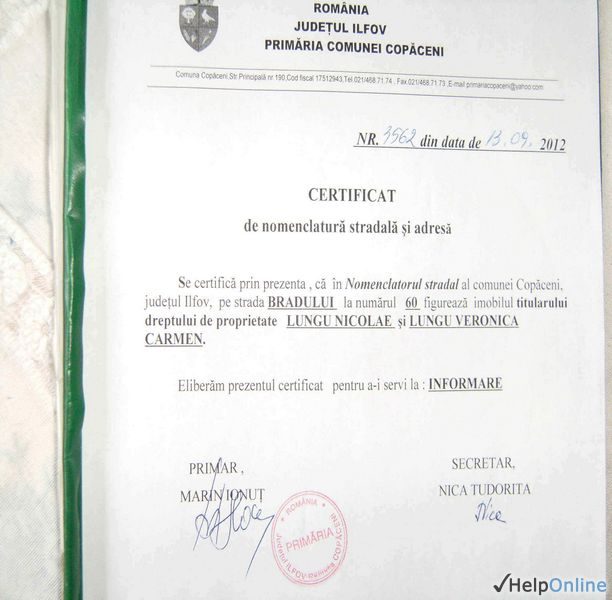 ROMÂNIA
JUDEȚUL ILFOV
PRIMĂRIA COMUNEI COPĂCENI
Comuna Copăceni,Str.Principală nr.190,Cod fiscal 17512943,Tel.021/468.71.74 , Fax.021/468.71.73 ,E-mail primariacopaceni@yahoo.com
NR. 3562 din data de 13.09. 2012
CERTIFICAT
de nomenclatură stradală și adresă
Se certifică prin prezenta , că în Nomenclatorul stradal al comunei Copăceni,
județul Ilfov, pe strada BRADULUI la numărul 60 figurează imobilul titularului
dreptului de proprietate LUNGU NICOLAE și LUNGU VERONICA
CARMEN.
Eliberăm prezentul certificat pentru a-i servi la : INFORMARE
PRIMAR ,
MARIN IONUȚ
SECRETAR,
NICA TUDORITA
Nica
ROMÂNIA
PRIMĂRIA
Județul ILFOV
COPĂCENI
HelpOnline